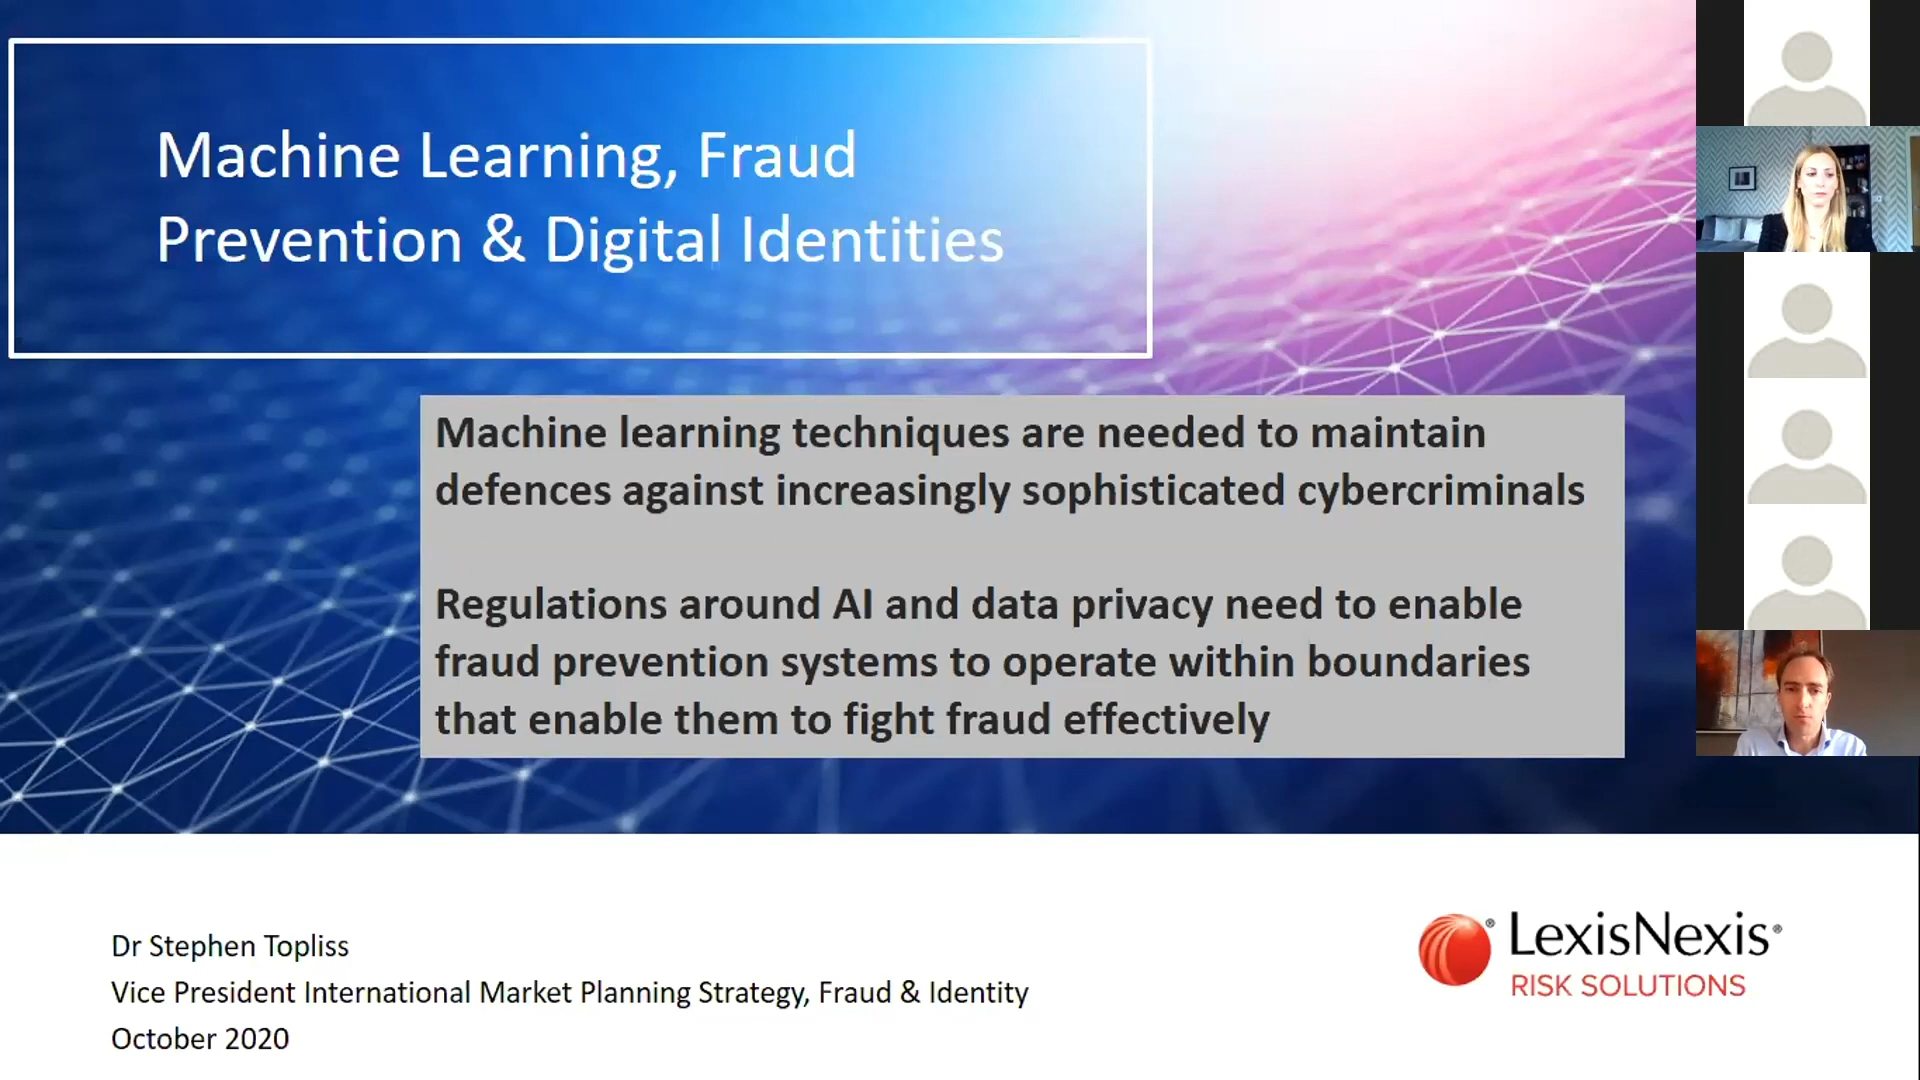 Machine Learning, Fraud
Prevention & Digital Identities
Machine learning techniques are needed to maintain
defences against increasingly sophisticated cybercriminals
Regulations around AI and data privacy need to enable
fraud prevention systems to operate within boundaries
that enable them to fight fraud effectively
Dr Stephen Topliss
Vice President International Market Planning Strategy, Fraud & Identity
October 2020
® LexisNexis®
RISK SOLUTIONS